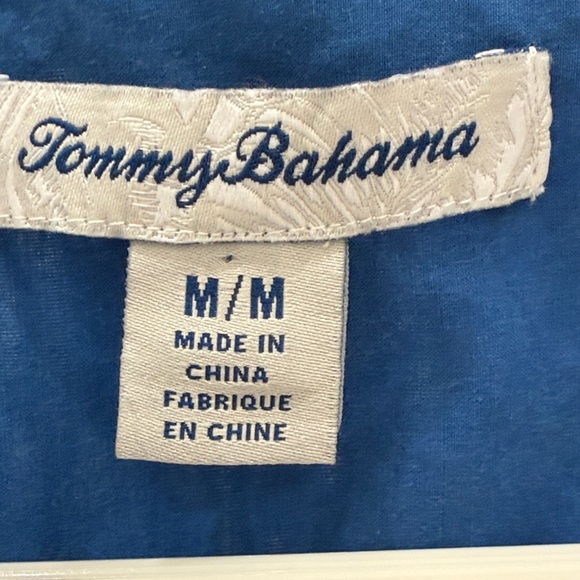 Tommy Bahama
M/M
MADE IN
CHINA
FABRIQUE
EN CHINE